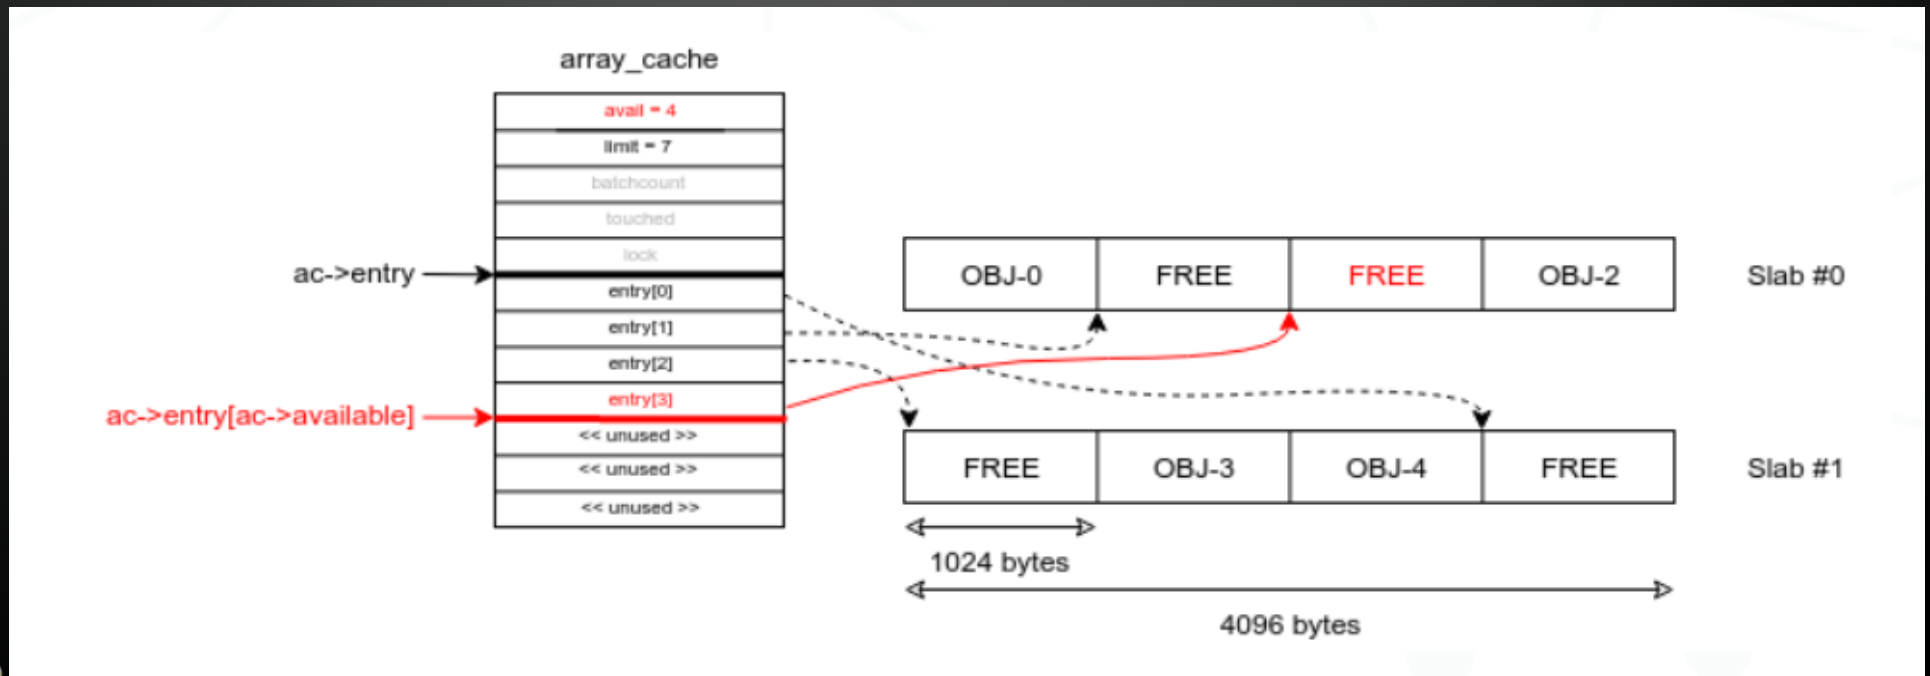 array_cache
avail = 4
limit = 7
batchcount
touched
lock
ac->entry
entry[0]
entry[1]
entry[2]
entry[3]
ac->entry[ac->available]
<< unused >>
<< unused >>
<< unused >>
OBJ-0 FREE FREE OBJ-2 Slab #0
FREE OBJ-3 OBJ-4 FREE Slab #1
1024 bytes
4096 bytes